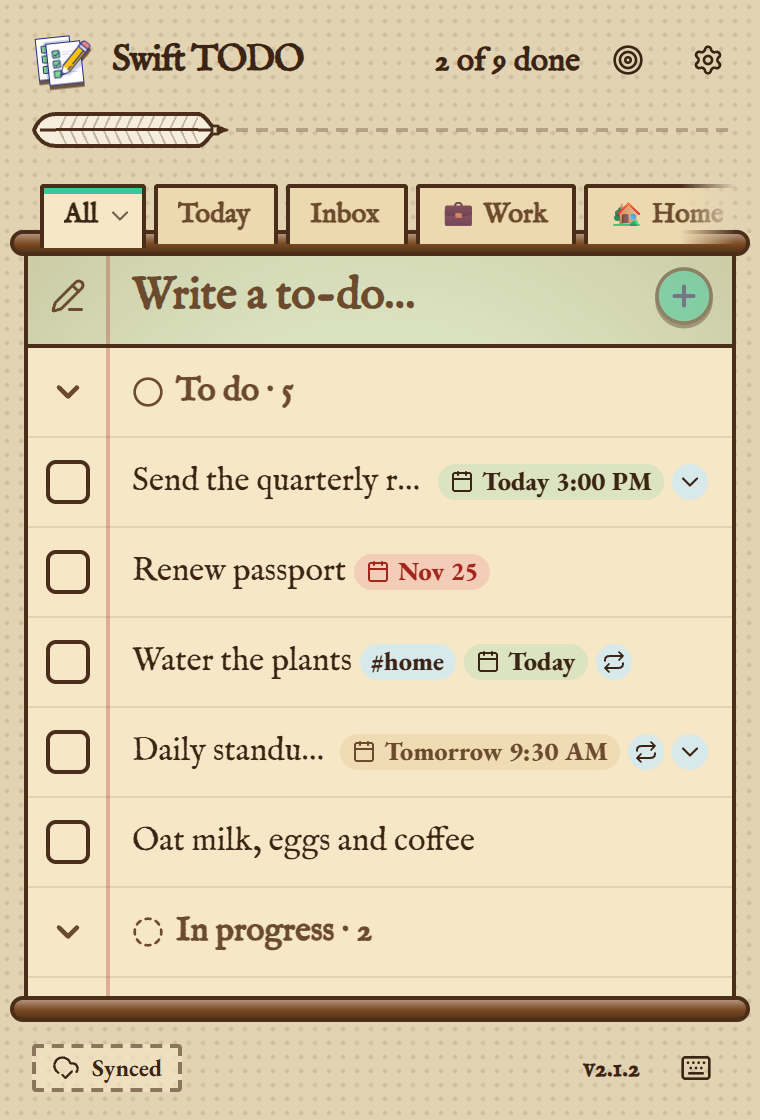 Swift TODO
2 of 9 done
All
Today
Inbox
Work
Home
Write a to-do...
To do · 5
Send the quarterly r... Today 3:00 PM
Renew passport Nov 25
Water the plants #home Today
Daily standu... Tomorrow 9:30 AM
Oat milk, eggs and coffee
In progress · 2
Synced
v2.1.2